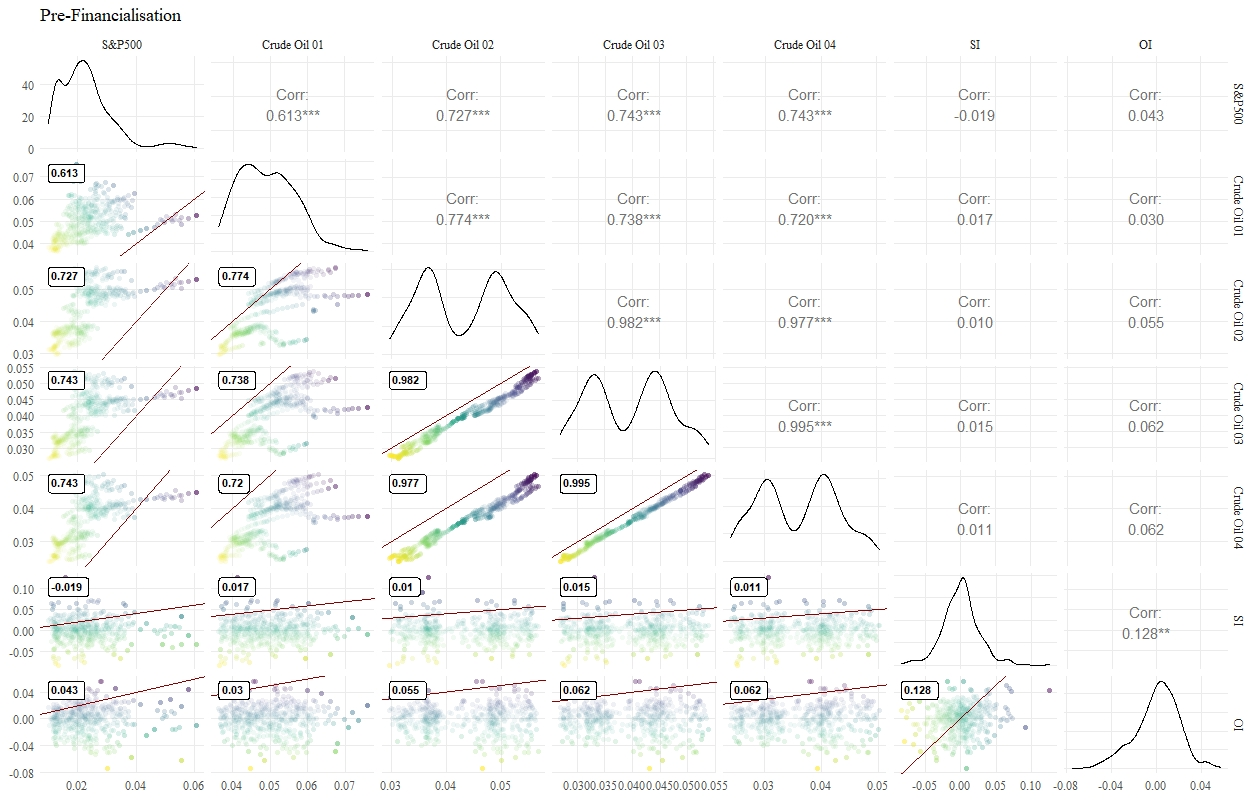 Pre-Financialisation
S&P500 Crude Oil 01 Crude Oil 02 Crude Oil 03 Crude Oil 04 SI OI
40
20
0
Corr:
0.613***
Corr:
0.727***
Corr:
0.743***
Corr:
0.743***
Corr:
-0.019
Corr:
0.043
S&P500
0.07
0.06
0.05
0.04
0.613
Corr:
0.774***
Corr:
0.738***
Corr:
0.720***
Corr:
0.017
Corr:
0.030
Crude Oil 01
0.05
0.04
0.03
0.727
0.774
Corr:
0.982***
Corr:
0.977***
Corr:
0.010
Corr:
0.055
Crude Oil 02
0.055
0.050
0.045
0.040
0.035
0.030
0.743
0.738
0.982
Corr:
0.995***
Corr:
0.015
Corr:
0.062
Crude Oil 03
0.05
0.04
0.03
0.743
0.72
0.977
0.995
Corr:
0.011
Corr:
0.062
Crude Oil 04
0.10
0.05
0.00
-0.05
-0.019
0.017
0.01
0.015
0.011
Corr:
0.128**
SI
0.04
0.00
-0.04
-0.08
0.043
0.03
0.055
0.062
0.062
0.128
OI
0.02 0.04 0.06 0.04 0.05 0.06 0.07 0.03 0.04 0.05 0.030 0.035 0.040 0.045 0.050 0.055 0.03 0.04 0.05 -0.05 0.00 0.05 0.10 -0.08 -0.04 0.00 0.04